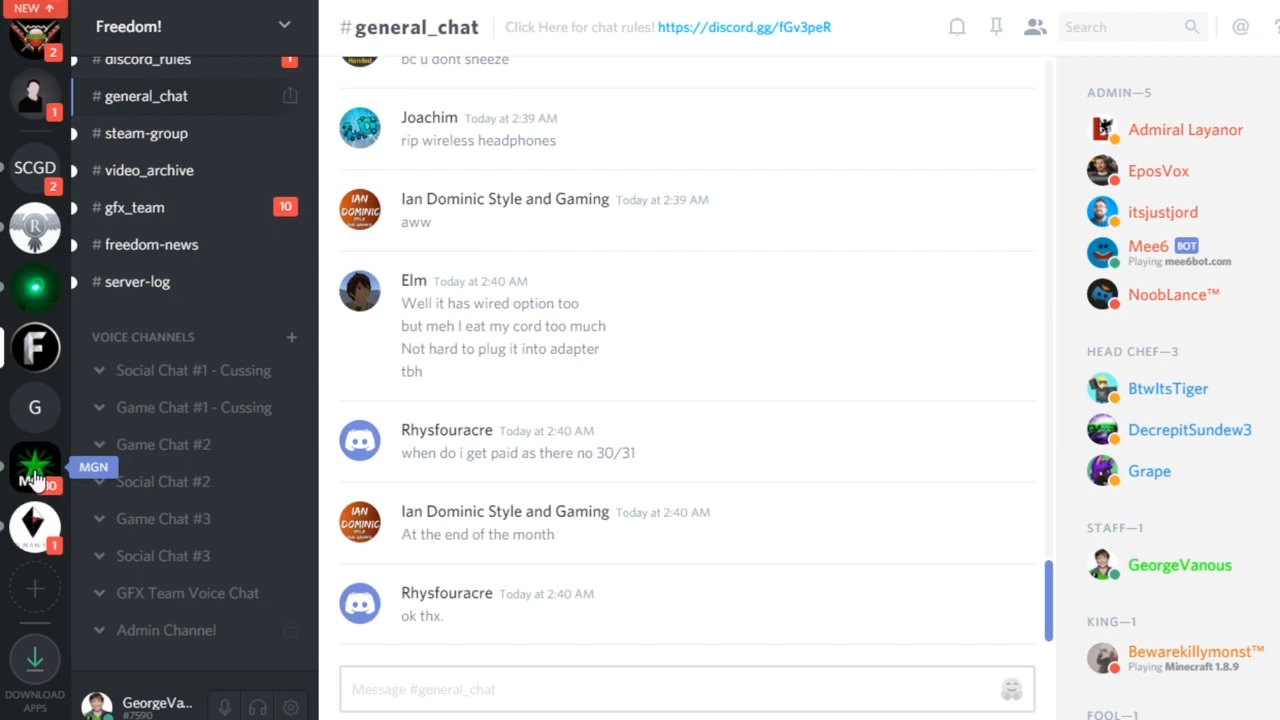 NEW ↑
2
1
SCGD
2
R
F
G
MGN
1
DOWNLOAD
APPS
Freedom!
# discord_rules
# general_chat
# steam-group
# video_archive
# gfx_team 10
# freedom-news
# server-log
VOICE CHANNELS +
Social Chat #1 - Cussing
Game Chat #1 - Cussing
Game Chat #2
Social Chat #2
Game Chat #3
Social Chat #3
GFX Team Voice Chat
Admin Channel
GeorgeVa...
#7590
#general_chat Click Here for chat rules! https://discord.gg/fGv3peR
Search @
bc u dont sneeze
Joachim Today at 2:39 AM
rip wireless headphones
IAN DOMINIC
Ian Dominic Style and Gaming Today at 2:39 AM
aww
Elm Today at 2:40 AM
Well it has wired option too
but meh I eat my cord too much
Not hard to plug it into adapter
tbh
Rhysfouracre Today at 2:40 AM
when do i get paid as there no 30/31
IAN DOMINIC
Ian Dominic Style and Gaming Today at 2:40 AM
At the end of the month
Rhysfouracre Today at 2:40 AM
ok thx.
Message #general_chat
ADMIN—5
Admiral Layanor
EposVox
itsjustjord
Mee6 BOT
Playing mee6bot.com
NoobLance™
HEAD CHEF—3
BtwItsTiger
DecrepitSundew3
Grape
STAFF—1
GeorgeVanous
KING—1
Bewarekillymonst™
Playing Minecraft 1.8.9
FOOL—1